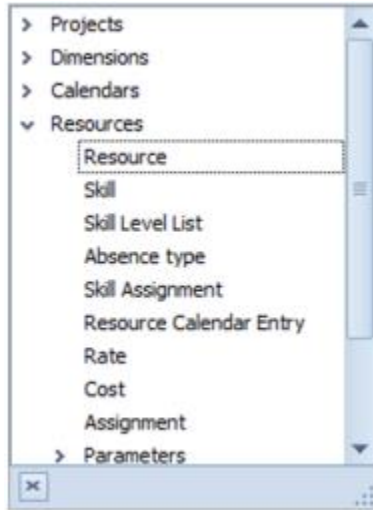 Projects
Dimensions
Calendars
Resources
Resource
Skill
Skill Level List
Absence type
Skill Assignment
Resource Calendar Entry
Rate
Cost
Assignment
Parameters